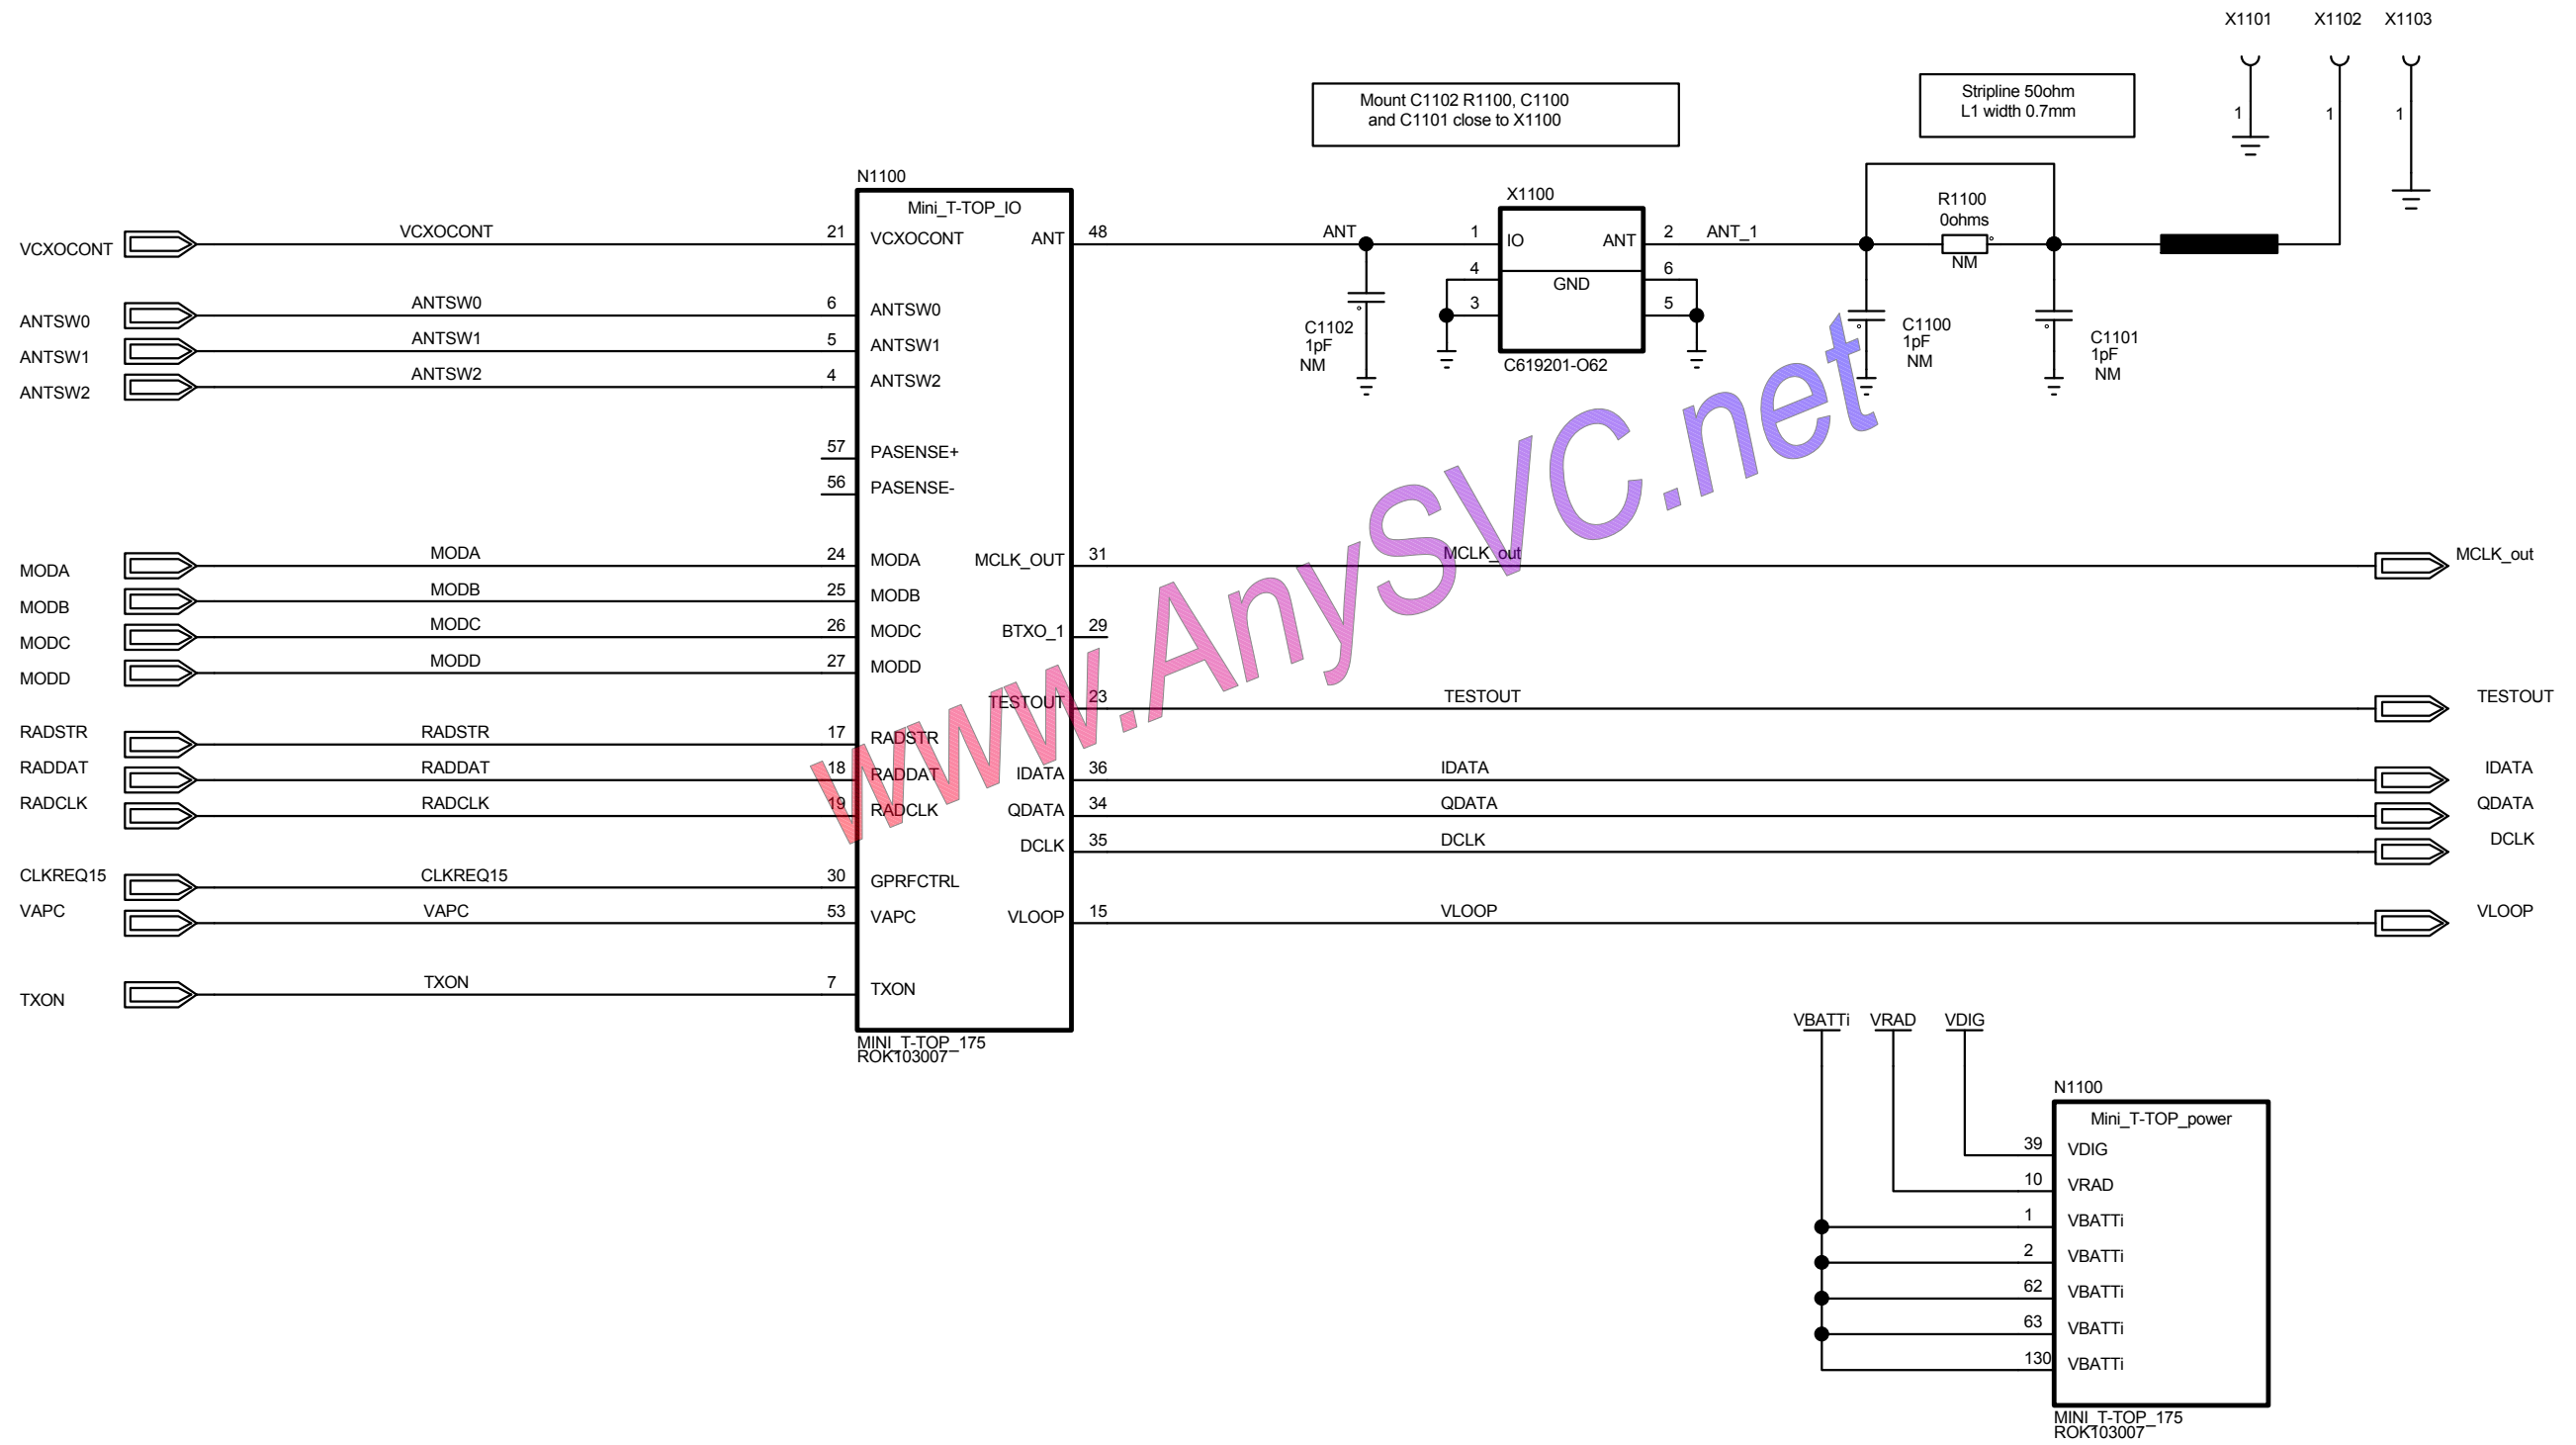 X1101 X1102 X1103
1 1 1
Mount C1102 R1100, C1100
and C1101 close to X1100
Stripline 50ohm
L1 width 0.7mm
N1100
Mini_T-TOP_IO
VCXOCONT VCXOCONT 21 VCXOCONT
ANT 48 ANT
ANTSW0 ANTSW0 6 ANTSW0
ANTSW1 ANTSW1 5 ANTSW1
ANTSW2 ANTSW2 4 ANTSW2
57 PASENSE+
56 PASENSE-
X1100
1 IO ANT 2 ANT_1
4 GND 6
3 5
C619201-O62
C1102
1pF
NM
R1100
0ohms
NM
C1100
1pF
NM
C1101
1pF
NM
MODA MODA 24 MODA MCLK_OUT 31 MCLK_out MCLK_out
MODB MODB 25 MODB
MODC MODC 26 MODC BTXO_1 29
MODD MODD 27 MODD
TESTOUT 23 TESTOUT TESTOUT
RADSTR RADSTR 17 RADSTR
RADDAT RADDAT 18 RADDAT IDATA 36 IDATA IDATA
RADCLK RADCLK 19 RADCLK QDATA 34 QDATA QDATA
DCLK 35 DCLK DCLK
CLKREQ15 CLKREQ15 30 GPRFCTRL
VAPC VAPC 53 VAPC VLOOP 15 VLOOP VLOOP
TXON TXON 7 TXON
MINI_T-TOP_175
ROK103007
www.AnySVC.net
VBATTi VRAD VDIG
N1100
Mini_T-TOP_power
39 VDIG
10 VRAD
1 VBATTi
2 VBATTi
62 VBATTi
63 VBATTi
130 VBATTi
MINI_T-TOP_175
ROK103007